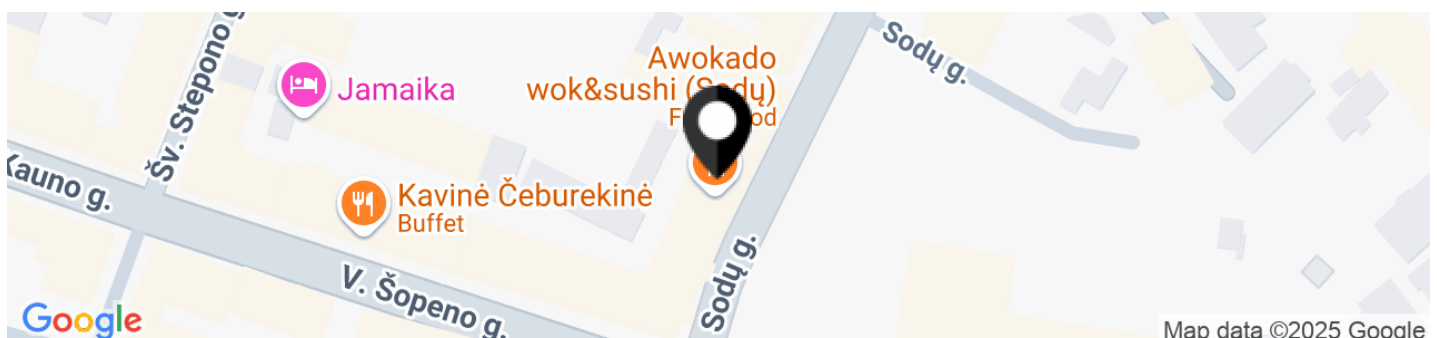 Šv. Stepono g.
Jamaika
Awokado
wok&sushi (Sodų)
Sodų g.
Kauno g.
Kavinė Čeburekinė
Buffet
V. Šopeno g.
Sodų g.
Google
Map data ©2025 Google